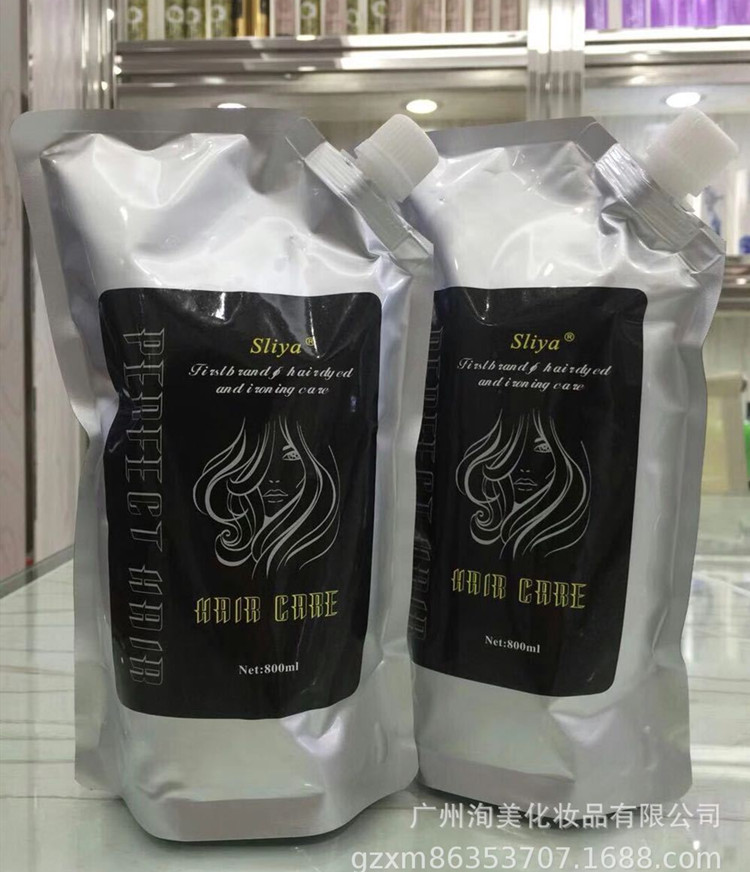 Sliya®
Firstbrand of hairdyed
and ironing care
PERFECT HAIR
HAIR CARE
Net:800ml
Sliya®
Firstbrand of hairdyed
and ironing care
PERFECT HAIR
HAIR CARE
Net:800ml
广州洵美化妆品有限公司
gzxm86353707.1688.com